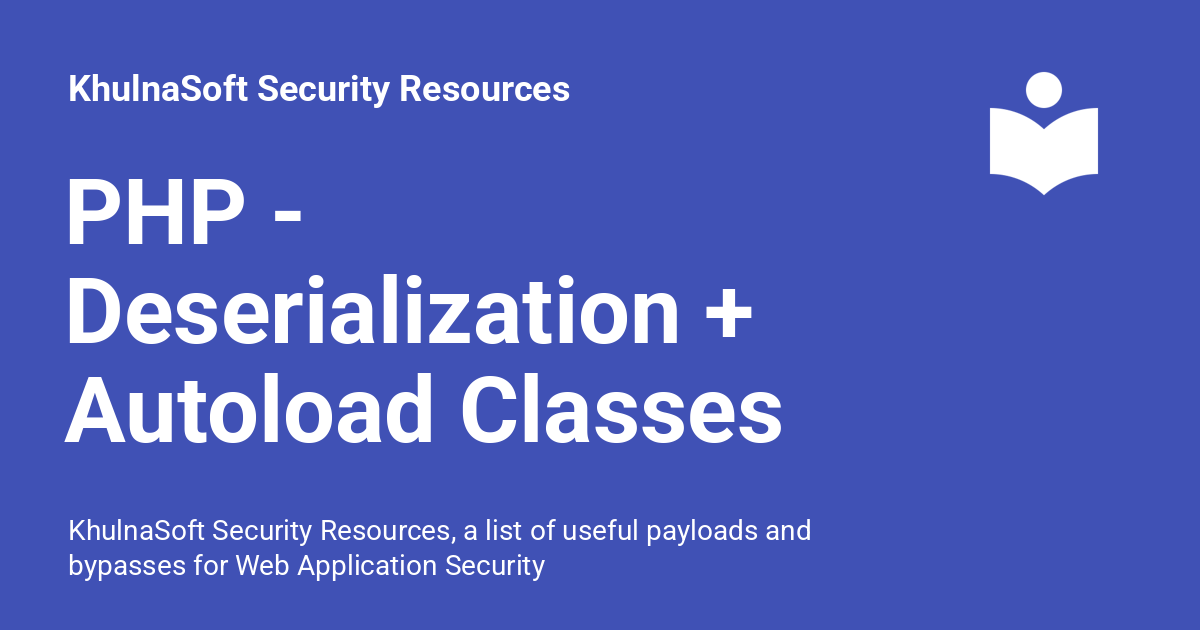 KhulnaSoft Security Resources
PHP -
Deserialization +
Autoload Classes
KhulnaSoft Security Resources, a list of useful payloads and
bypasses for Web Application Security